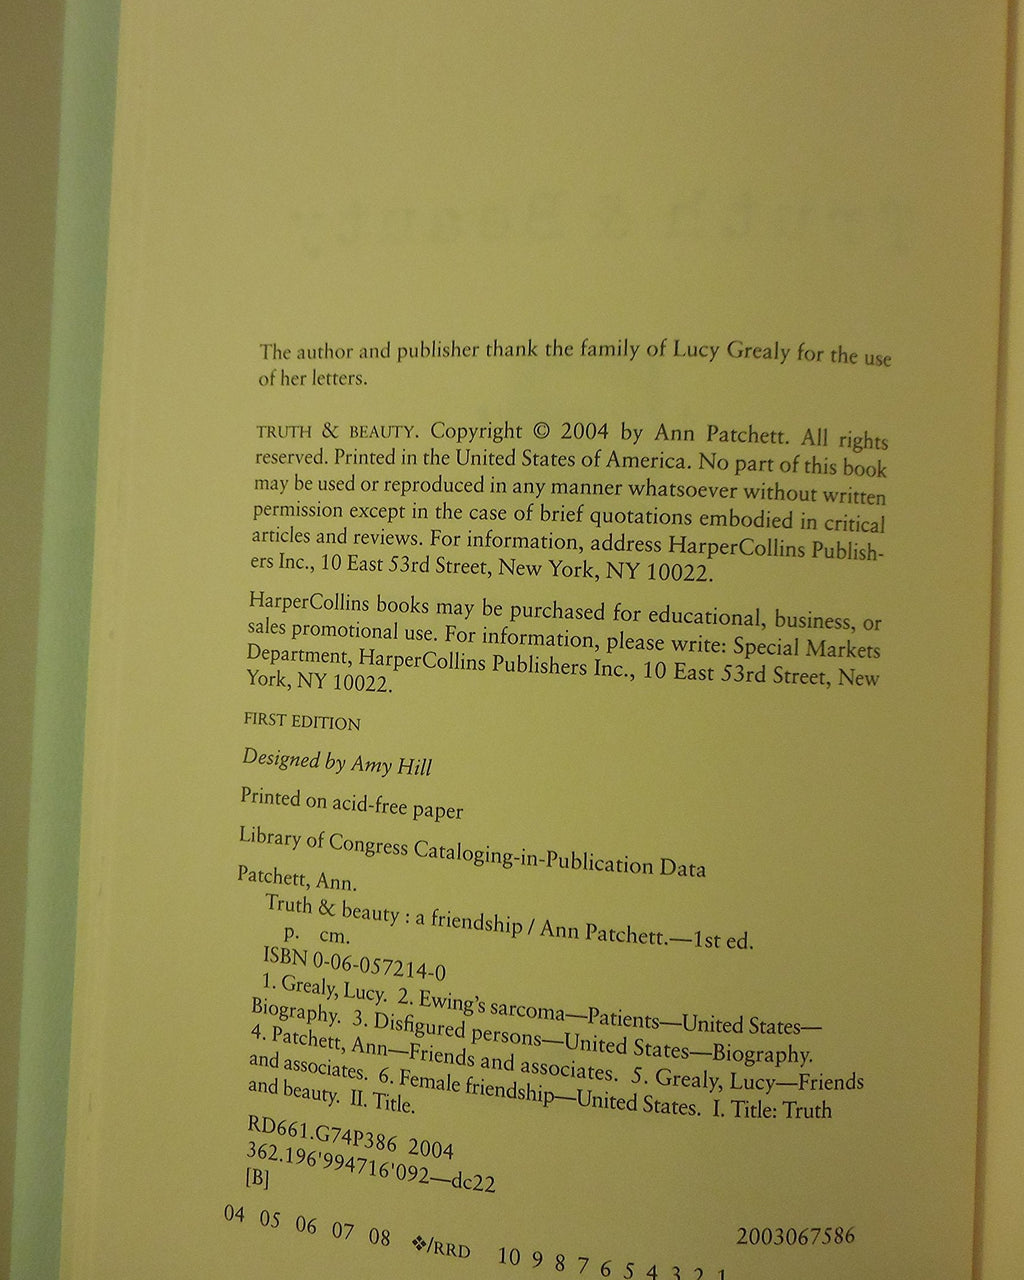 The author and publisher thank the family of Lucy Grealy for the use
of her letters.
TRUTH & BEAUTY. Copyright © 2004 by Ann Patchett. All rights
reserved. Printed in the United States of America. No part of this book
may be used or reproduced in any manner whatsoever without written
permission except in the case of brief quotations embodied in critical
articles and reviews. For information, address HarperCollins Publish-
ers Inc., 10 East 53rd Street, New York, NY 10022.
HarperCollins books may be purchased for educational, business, or
sales promotional use. For information, please write: Special Markets
Department, HarperCollins Publishers Inc., 10 East 53rd Street, New
York, NY 10022.
FIRST EDITION
Designed by Amy Hill
Printed on acid-free paper
Library of Congress Cataloging-in-Publication Data
Patchett, Ann.
Truth & beauty : a friendship / Ann Patchett.—1st ed.
p. cm.
ISBN 0-06-057214-0
1. Grealy, Lucy. 2. Ewing's sarcoma—Patients—United States—
Biography. 3. Disfigured persons—United States—Biography.
4. Patchett, Ann—Friends and associates. 5. Grealy, Lucy—Friends
and associates. 6. Female friendship—United States. I. Title: Truth
and beauty. II. Title.
RD661.G74P386 2004
362.196'994716'092—dc22
[B]
2003067586
04 05 06 07 08 ❖/RRD 10 9 8 7 6 5 4 3 2 1